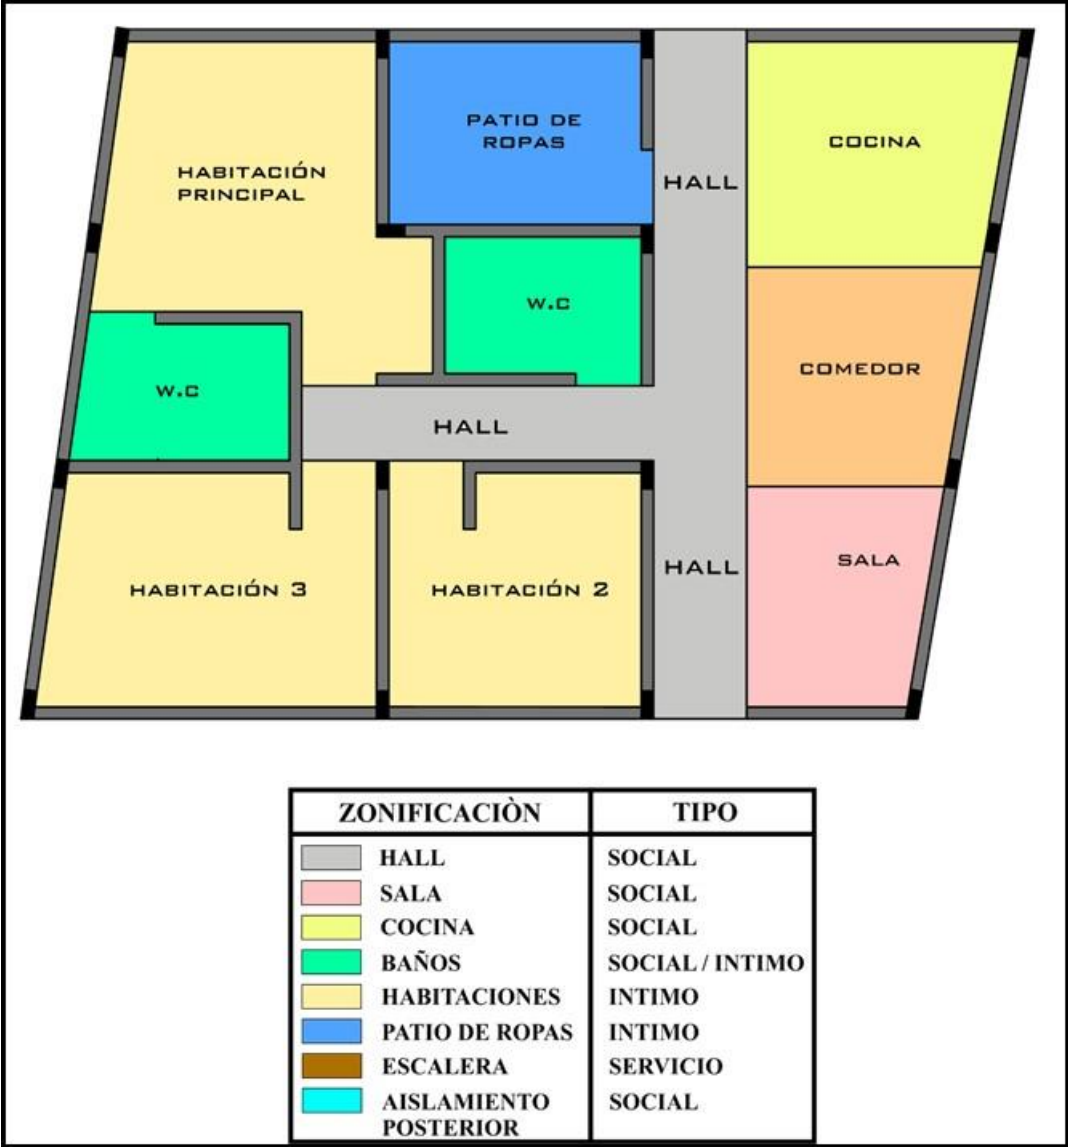 PATIO DE
ROPAS
COCINA
HABITACIÓN
PRINCIPAL
HALL
W.C
COMEDOR
W.C
HALL
SALA
HALL
HABITACIÓN 3
HABITACIÓN 2
ZONIFICACIÒN TIPO
HALL SOCIAL
SALA SOCIAL
COCINA SOCIAL
BAÑOS SOCIAL / INTIMO
HABITACIONES INTIMO
PATIO DE ROPAS INTIMO
ESCALERA SERVICIO
AISLAMIENTO SOCIAL
POSTERIOR